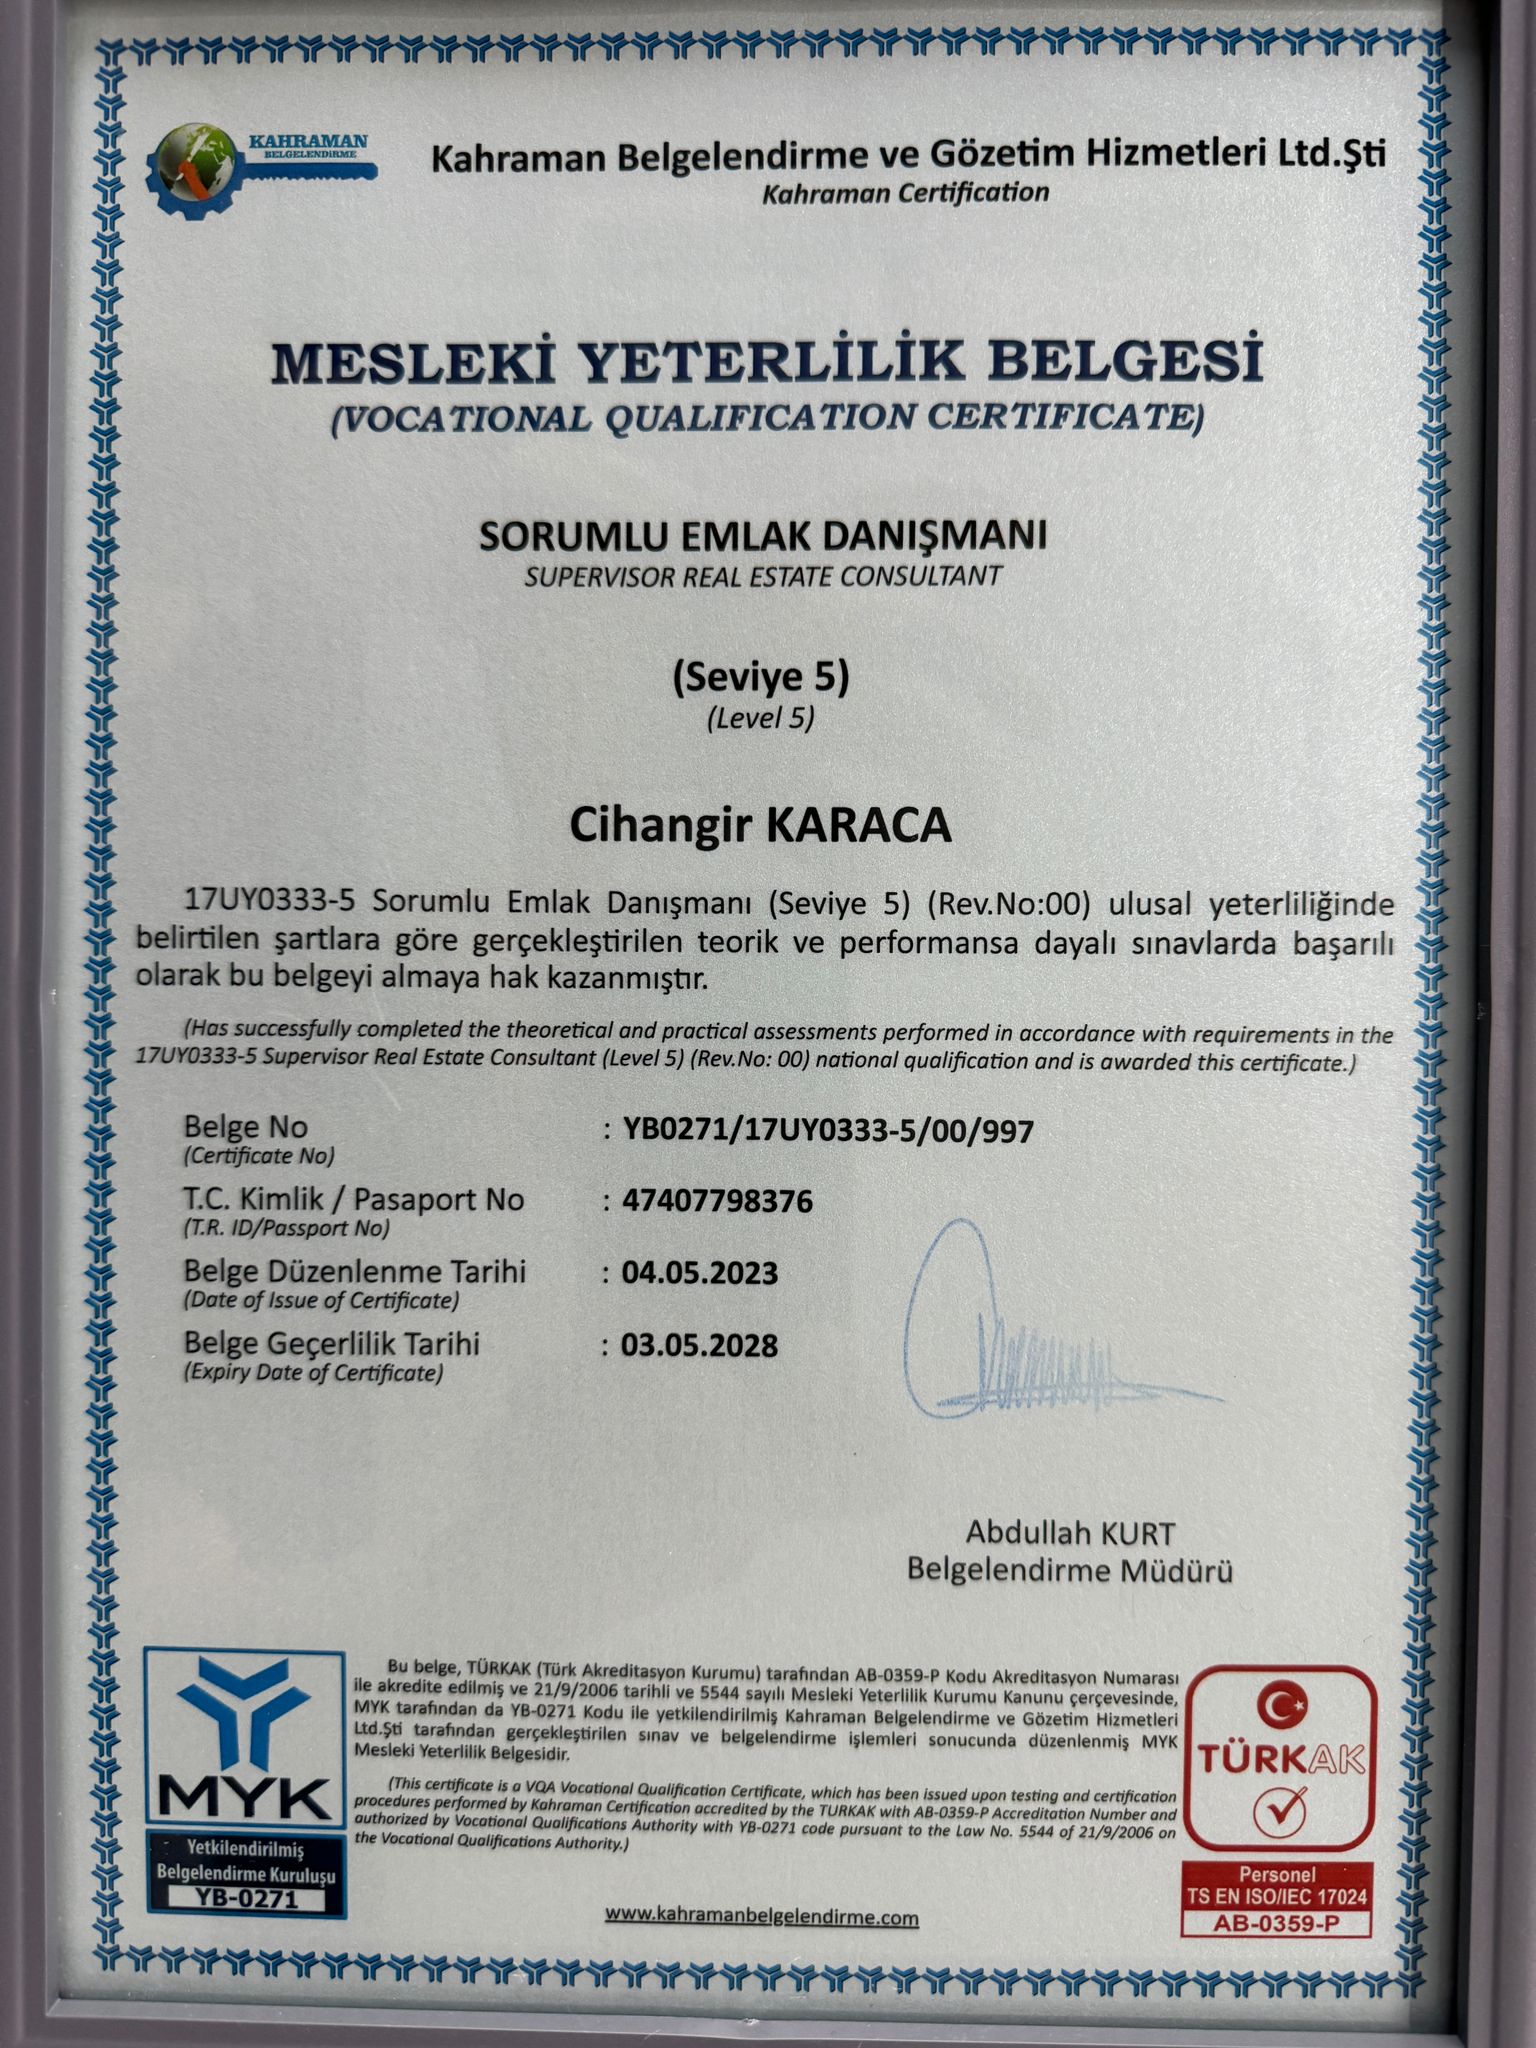 KAHRAMAN
BELGELENDİRME
Kahraman Belgelendirme ve Gözetim Hizmetleri Ltd.Şti
Kahraman Certification
MESLEKİ YETERLİLİK BELGESİ
(VOCATIONAL QUALIFICATION CERTIFICATE)
SORUMLU EMLAK DANIŞMANI
SUPERVISOR REAL ESTATE CONSULTANT
(Seviye 5)
(Level 5)
Cihangir KARACA
17UY0333-5 Sorumlu Emlak Danışmanı (Seviye 5) (Rev.No:00) ulusal yeterliliğinde
belirtilen şartlara göre gerçekleştirilen teorik ve performansa dayalı sınavlarda başarılı
olarak bu belgeyi almaya hak kazanmıştır.
(Has successfully completed the theoretical and practical assessments performed in accordance with requirements in the
17UY0333-5 Supervisor Real Estate Consultant (Level 5) (Rev.No: 00) national qualification and is awarded this certificate.)
Belge No : YB0271/17UY0333-5/00/997
(Certificate No)
T.C. Kimlik / Pasaport No : 47407798376
(T.R. ID/Passport No)
Belge Düzenlenme Tarihi : 04.05.2023
(Date of Issue of Certificate)
Belge Geçerlilik Tarihi : 03.05.2028
(Expiry Date of Certificate)
Abdullah KURT
Belgelendirme Müdürü
MYK
Yetkilendirilmiş
Belgelendirme Kuruluşu
YB-0271
Bu belge, TÜRKAK (Türk Akreditasyon Kurumu) tarafından AB-0359-P Kodu Akreditasyon Numarası
ile akredite edilmiş ve 21/9/2006 tarihli ve 5544 sayılı Mesleki Yeterlilik Kurumu Kanunu çerçevesinde,
MYK tarafından da YB-0271 Kodu ile yetkilendirilmiş Kahraman Belgelendirme ve Gözetim Hizmetleri
Ltd.Şti tarafından gerçekleştirilen sınav ve belgelendirme işlemleri sonucunda düzenlenmiş MYK
Mesleki Yeterlilik Belgesidir.
(This certificate is a VQA Vocational Qualification Certificate, which has been issued upon testing and certification
procedures performed by Kahraman Certification accredited by the TURKAK with AB-0359-P Accreditation Number and
authorized by Vocational Qualifications Authority with YB-0271 code pursuant to the Law No. 5544 of 21/9/2006 on
the Vocational Qualifications Authority.)
www.kahramanbelgelendirme.com
TÜRKAK
Personel
TS EN ISO/IEC 17024
AB-0359-P